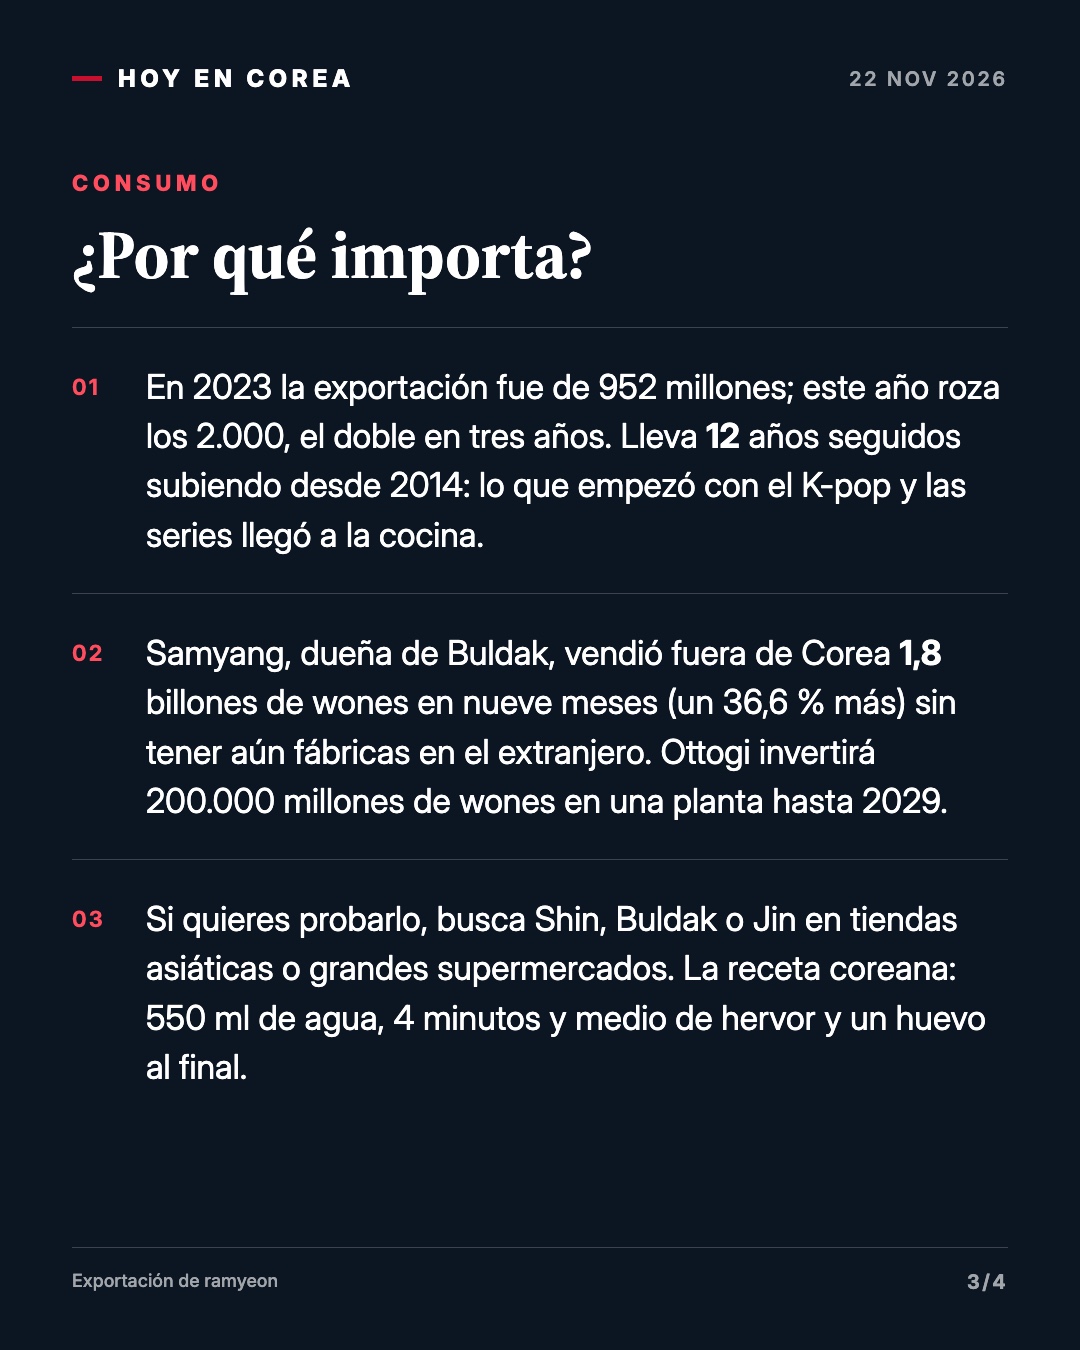 HOY EN COREA
22 NOV 2026
CONSUMO
¿Por qué importa?
01
En 2023 la exportación fue de 952 millones; este año roza
los 2.000, el doble en tres años. Lleva 12 años seguidos
subiendo desde 2014: lo que empezó con el K-pop y las
series llegó a la cocina.
02
Samyang, dueña de Buldak, vendió fuera de Corea 1,8
billones de wones en nueve meses (un 36,6 % más) sin
tener aún fábricas en el extranjero. Ottogi invertirá
200.000 millones de wones en una planta hasta 2029.
03
Si quieres probarlo, busca Shin, Buldak o Jin en tiendas
asiáticas o grandes supermercados. La receta coreana:
550 ml de agua, 4 minutos y medio de hervor y un huevo
al final.
Exportación de ramyeon
3/4